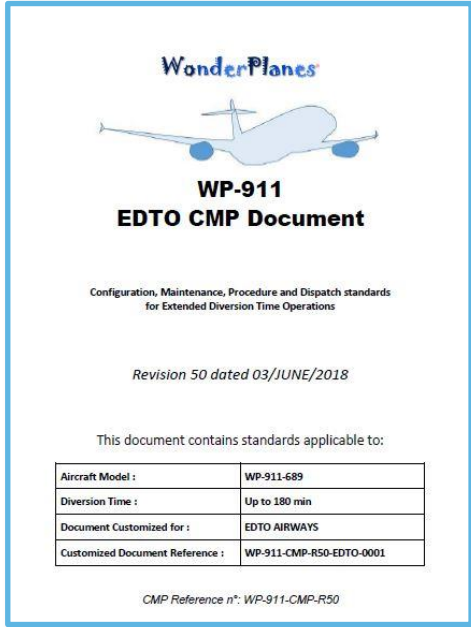 WonderPlanes
WP-911
EDTO CMP Document
Configuration, Maintenance, Procedure and Dispatch standards
for Extended Diversion Time Operations
Revision 50 dated 03/JUNE/2018
This document contains standards applicable to:
Aircraft Model : WP-911-689
Diversion Time : Up to 180 min
Document Customized for : EDTO AIRWAYS
Customized Document Reference : WP-911-CMP-R50-EDTO-0001
CMP Reference n°: WP-911-CMP-R50